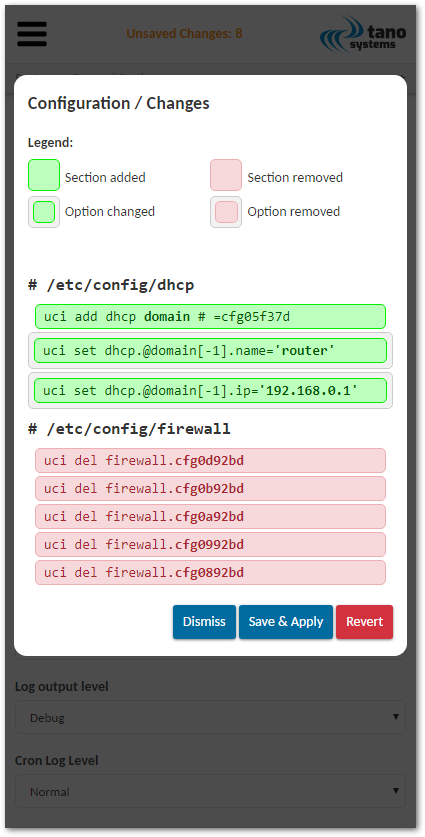 Unsaved Changes: 8
tano
systems
Configuration / Changes
Legend:
Section added
Section removed
Option changed
Option removed
# /etc/config/dhcp
uci add dhcp domain # =cfg05f37d
uci set dhcp.@domain[-1].name='router'
uci set dhcp.@domain[-1].ip='192.168.0.1'
# /etc/config/firewall
uci del firewall.cfg0d92bd
uci del firewall.cfg0b92bd
uci del firewall.cfg0a92bd
uci del firewall.cfg0992bd
uci del firewall.cfg0892bd
Dismiss
Save & Apply
Revert
Log output level
Debug
Cron Log Level
Normal